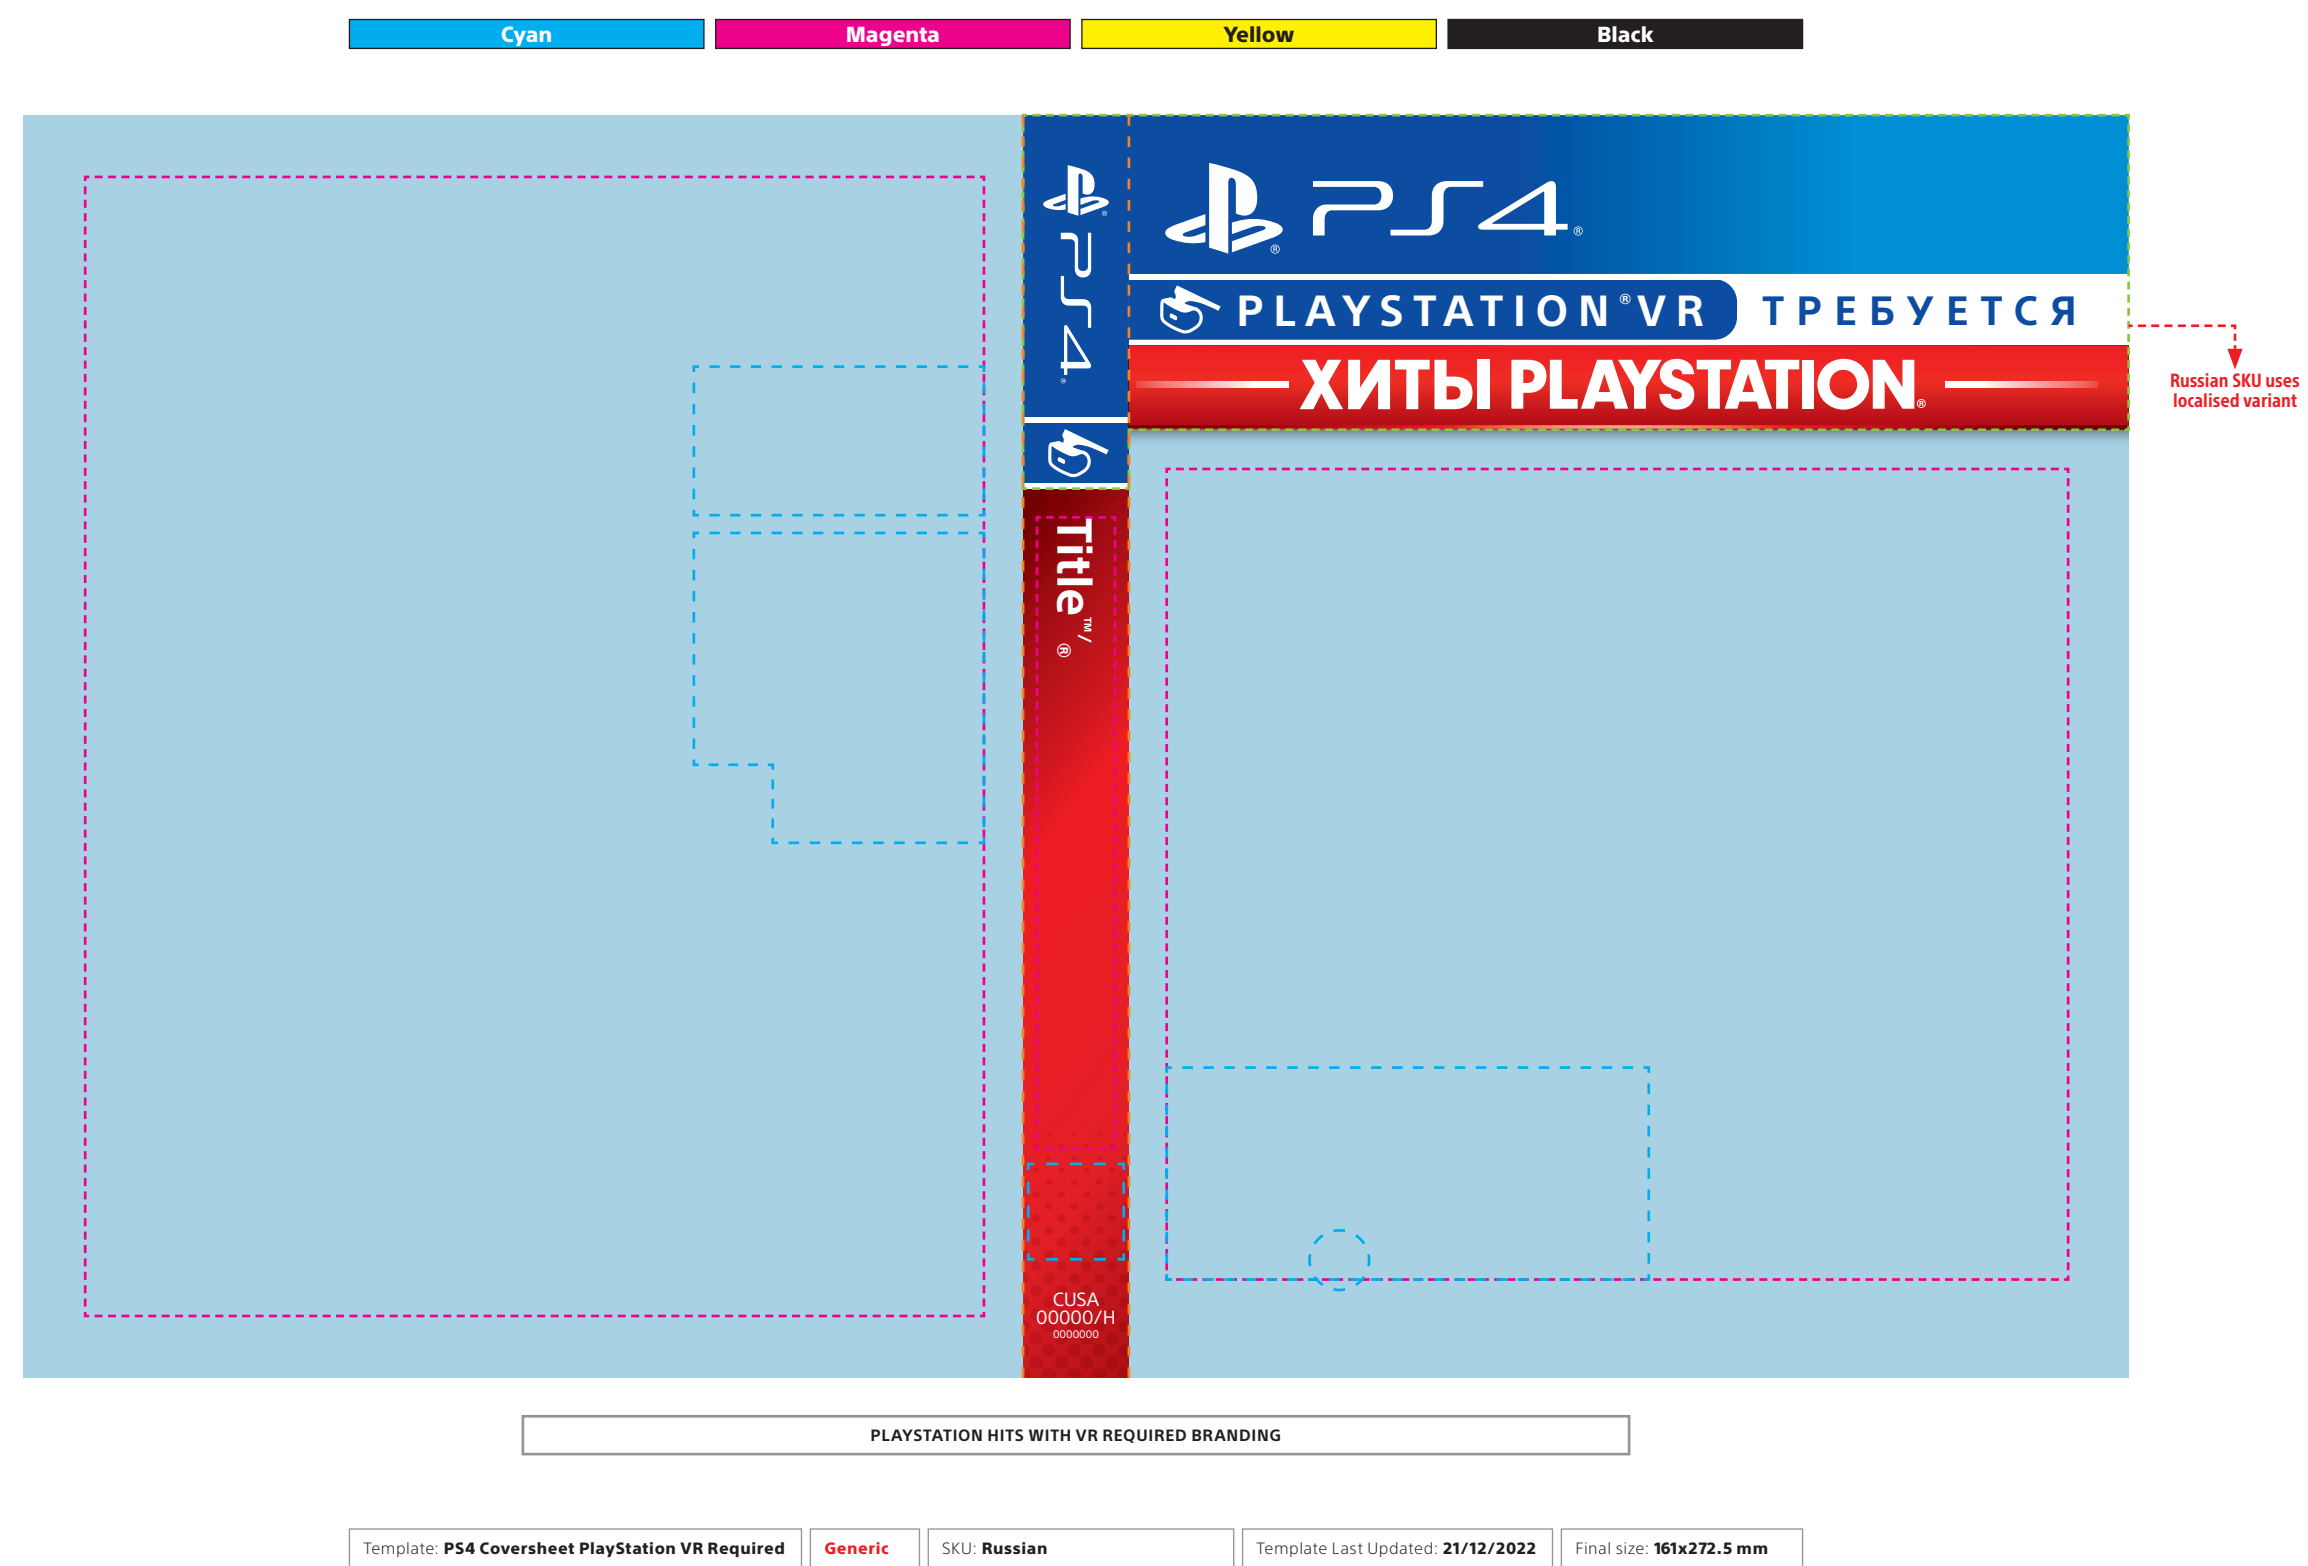 Cyan
Magenta
Yellow
Black
PS4®
PS4®
PLAYSTATION®VR ТРЕБУЕТСЯ
ХИТЫ PLAYSTATION®
Russian SKU uses
localised variant
Title™/®
CUSA
00000/H
0000000
PLAYSTATION HITS WITH VR REQUIRED BRANDING
Template: PS4 Coversheet PlayStation VR Required
Generic
SKU: Russian
Template Last Updated: 21/12/2022
Final size: 161x272.5 mm